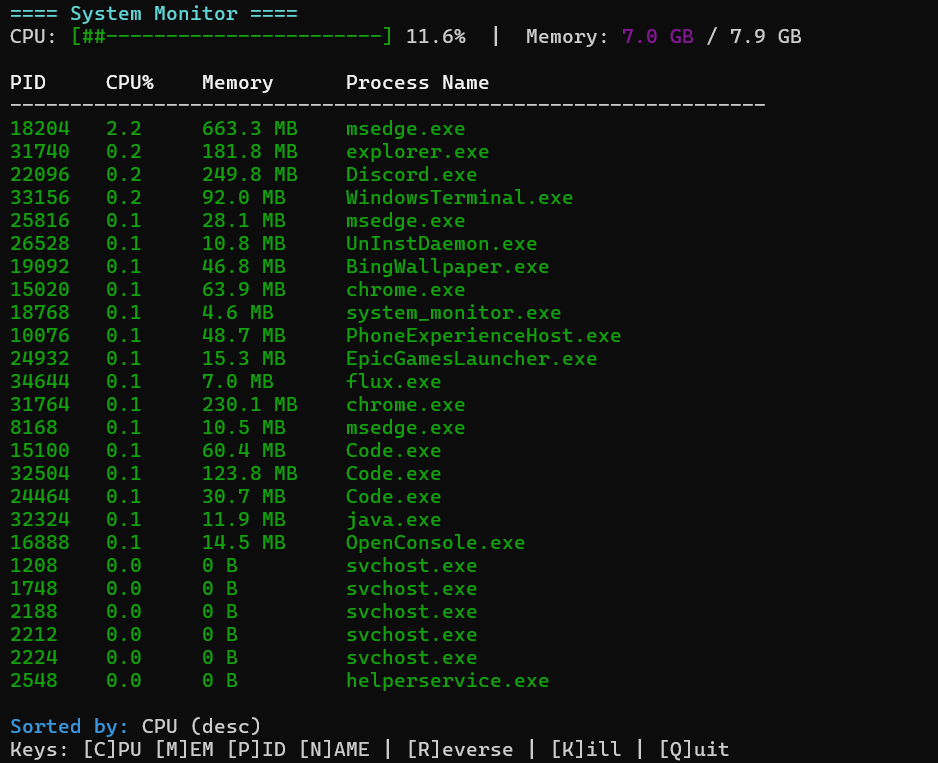 ==== System Monitor ====
CPU: [##-----------------------] 11.6%  |  Memory: 7.0 GB / 7.9 GB
PID     CPU%    Memory      Process Name
---------------------------------------------------------------
18204   2.2     663.3 MB    msedge.exe
31740   0.2     181.8 MB    explorer.exe
22096   0.2     249.8 MB    Discord.exe
33156   0.2     92.0 MB     WindowsTerminal.exe
25816   0.1     28.1 MB     msedge.exe
26528   0.1     10.8 MB     UnInstDaemon.exe
19092   0.1     46.8 MB     BingWallpaper.exe
15020   0.1     63.9 MB     chrome.exe
18768   0.1     4.6 MB      system_monitor.exe
10076   0.1     48.7 MB     PhoneExperienceHost.exe
24932   0.1     15.3 MB     EpicGamesLauncher.exe
34644   0.1     7.0 MB      flux.exe
31764   0.1     230.1 MB    chrome.exe
8168    0.1     10.5 MB     msedge.exe
15100   0.1     60.4 MB     Code.exe
32504   0.1     123.8 MB    Code.exe
24464   0.1     30.7 MB     Code.exe
32324   0.1     11.9 MB     java.exe
16888   0.1     14.5 MB     OpenConsole.exe
1208    0.0     0 B         svchost.exe
1748    0.0     0 B         svchost.exe
2188    0.0     0 B         svchost.exe
2212    0.0     0 B         svchost.exe
2224    0.0     0 B         svchost.exe
2548    0.0     0 B         helperservice.exe
Sorted by: CPU (desc)
Keys: [C]PU [M]EM [P]ID [N]AME | [R]everse | [K]ill | [Q]uit